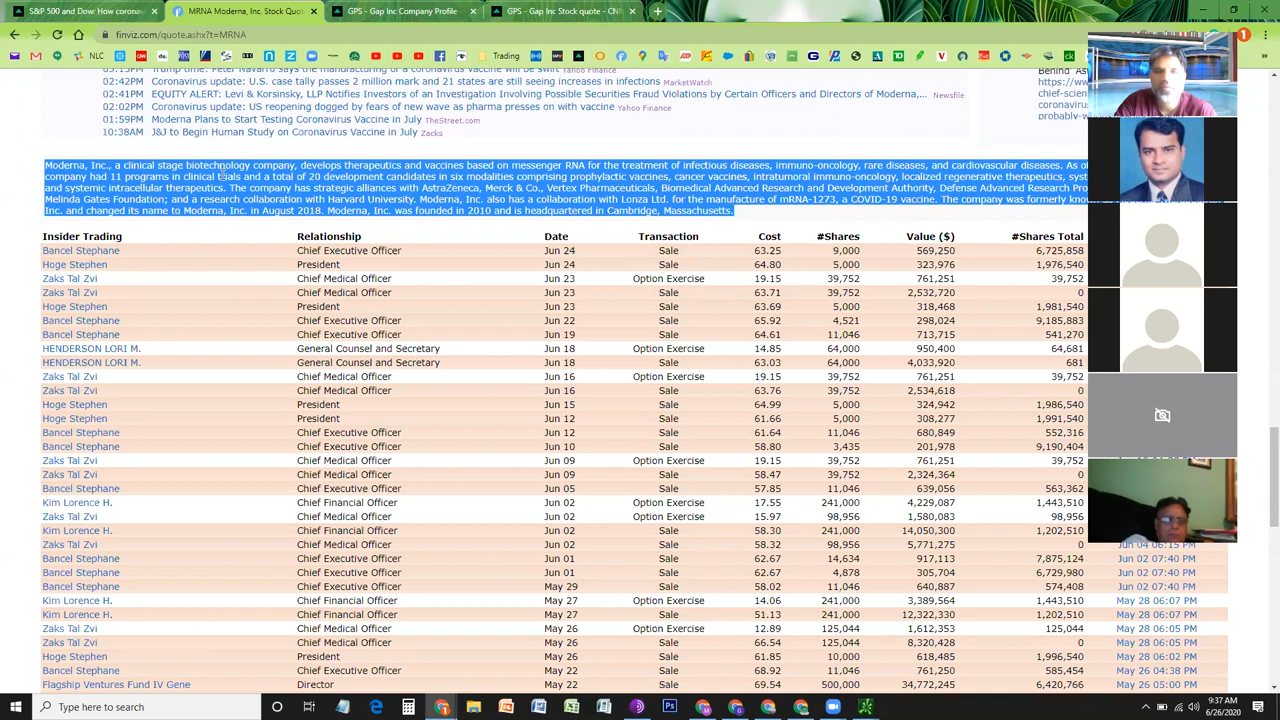 S&P 500 and Dow: How coronav
MRNA Moderna, Inc. Stock Quote
GPS - Gap Inc Company Profile
GPS - Gap Inc Stock quote - CNN
finviz.com/quote.ashx?t=MRNA
NLC
Trading
03:15PM Trump time: Peter Navarro says the manufacturing of a coronavirus vaccine will be swift Yahoo Finance
02:42PM Coronavirus update: U.S. case tally passes 2 million mark and 21 states are still seeing increases in infections MarketWatch
02:41PM EQUITY ALERT: Levi & Korsinsky, LLP Notifies Investors of an Investigation Involving Possible Securities Fraud Violations by Certain Officers and Directors of Moderna,... Newsfile
02:02PM Coronavirus update: US reopening dogged by fears of new wave as pharma presses on with vaccine Yahoo Finance
01:59PM Moderna Plans to Start Testing Coronavirus Vaccine in July TheStreet.com
10:38AM J&J to Begin Human Study on Coronavirus Vaccine in July Zacks
Behind
https://ww
chief-scien
coronavirus
probably-w
Moderna, Inc., a clinical stage biotechnology company, develops therapeutics and vaccines based on messenger RNA for the treatment of infectious diseases, immuno-oncology, rare diseases, and cardiovascular diseases. As of
company had 11 programs in clinical trials and a total of 20 development candidates in six modalities comprising prophylactic vaccines, cancer vaccines, intratumoral immuno-oncology, localized regenerative therapeutics, syst
and systemic intracellular therapeutics. The company has strategic alliances with AstraZeneca, Merck & Co., Vertex Pharmaceuticals, Biomedical Advanced Research and Development Authority, Defense Advanced Research Pro
Melinda Gates Foundation; and a research collaboration with Harvard University. Moderna, Inc. also has a collaboration with Lonza Ltd. for the manufacture of mRNA-1273, a COVID-19 vaccine. The company was formerly know
Inc. and changed its name to Moderna, Inc. in August 2018. Moderna, Inc. was founded in 2010 and is headquartered in Cambridge, Massachusetts.
Insider Trading Relationship Date Transaction Cost #Shares Value ($) #Shares Total
Bancel Stephane Chief Executive Officer Jun 24 Sale 63.25 9,000 569,250 6,725,858
Hoge Stephen President Jun 24 Sale 64.80 5,000 323,976 1,976,540
Zaks Tal Zvi Chief Medical Officer Jun 23 Option Exercise 19.15 39,752 761,251 39,752
Zaks Tal Zvi Chief Medical Officer Jun 23 Sale 63.71 39,752 2,532,720 0
Hoge Stephen President Jun 23 Sale 63.69 5,000 318,468 1,981,540
Bancel Stephane Chief Executive Officer Jun 22 Sale 65.92 4,521 298,024 9,185,883
Bancel Stephane Chief Executive Officer Jun 19 Sale 64.61 11,046 713,715 541,270
HENDERSON LORI M. General Counsel and Secretary Jun 18 Option Exercise 14.85 64,000 950,400 64,681
HENDERSON LORI M. General Counsel and Secretary Jun 18 Sale 63.03 64,000 4,033,920 681
Zaks Tal Zvi Chief Medical Officer Jun 16 Option Exercise 19.15 39,752 761,251 39,752
Zaks Tal Zvi Chief Medical Officer Jun 16 Sale 63.76 39,752 2,534,618 0
Hoge Stephen President Jun 15 Sale 64.99 5,000 324,942 1,986,540
Hoge Stephen President Jun 12 Sale 61.66 5,000 308,277 1,991,540
Bancel Stephane Chief Executive Officer Jun 12 Sale 61.64 11,046 680,849 552,316
Bancel Stephane Chief Executive Officer Jun 10 Sale 58.80 3,435 201,978 9,190,404
Zaks Tal Zvi Chief Medical Officer Jun 09 Option Exercise 19.15 39,752 761,251 39,752
Zaks Tal Zvi Chief Medical Officer Jun 09 Sale 58.47 39,752 2,324,364 0
Bancel Stephane Chief Executive Officer Jun 05 Sale 57.85 11,046 639,056 563,362
Kim Lorence H. Chief Financial Officer Jun 02 Option Exercise 17.55 241,000 4,229,087 1,443,510
Zaks Tal Zvi Chief Medical Officer Jun 02 Option Exercise 15.97 98,956 1,580,083 98,956
Kim Lorence H. Chief Financial Officer Jun 02 Sale 58.30 241,000 14,050,300 1,202,510
Zaks Tal Zvi Chief Medical Officer Jun 02 Sale 58.32 98,956 5,771,275 0 Jun 04 06:15 PM
Bancel Stephane Chief Executive Officer Jun 01 Sale 62.67 14,634 917,113 7,875,124 Jun 02 07:40 PM
Bancel Stephane Chief Executive Officer Jun 01 Sale 62.67 4,878 305,704 6,729,980 Jun 02 07:40 PM
Bancel Stephane Chief Executive Officer May 29 Sale 58.02 11,046 640,887 574,408 Jun 02 07:40 PM
Kim Lorence H. Chief Financial Officer May 27 Option Exercise 14.06 241,000 3,389,564 1,443,510 May 28 06:07 PM
Kim Lorence H. Chief Financial Officer May 27 Sale 51.13 241,000 12,322,330 1,202,510 May 28 06:07 PM
Zaks Tal Zvi Chief Medical Officer May 26 Option Exercise 12.89 125,044 1,612,353 125,044 May 28 06:05 PM
Zaks Tal Zvi Chief Medical Officer May 26 Sale 66.54 125,044 8,320,428 0 May 28 06:05 PM
Hoge Stephen President May 26 Sale 61.85 10,000 618,485 1,996,540 May 28 06:02 PM
Bancel Stephane Chief Executive Officer May 26 Sale 68.92 11,046 761,250 585,454 May 26 04:38 PM
Flagship Ventures Fund IV Gene Director May 22 Sale 69.54 500,000 34,772,245 6,420,766 May 26 05:00 PM
Type here to search
9:37 AM
6/26/2020